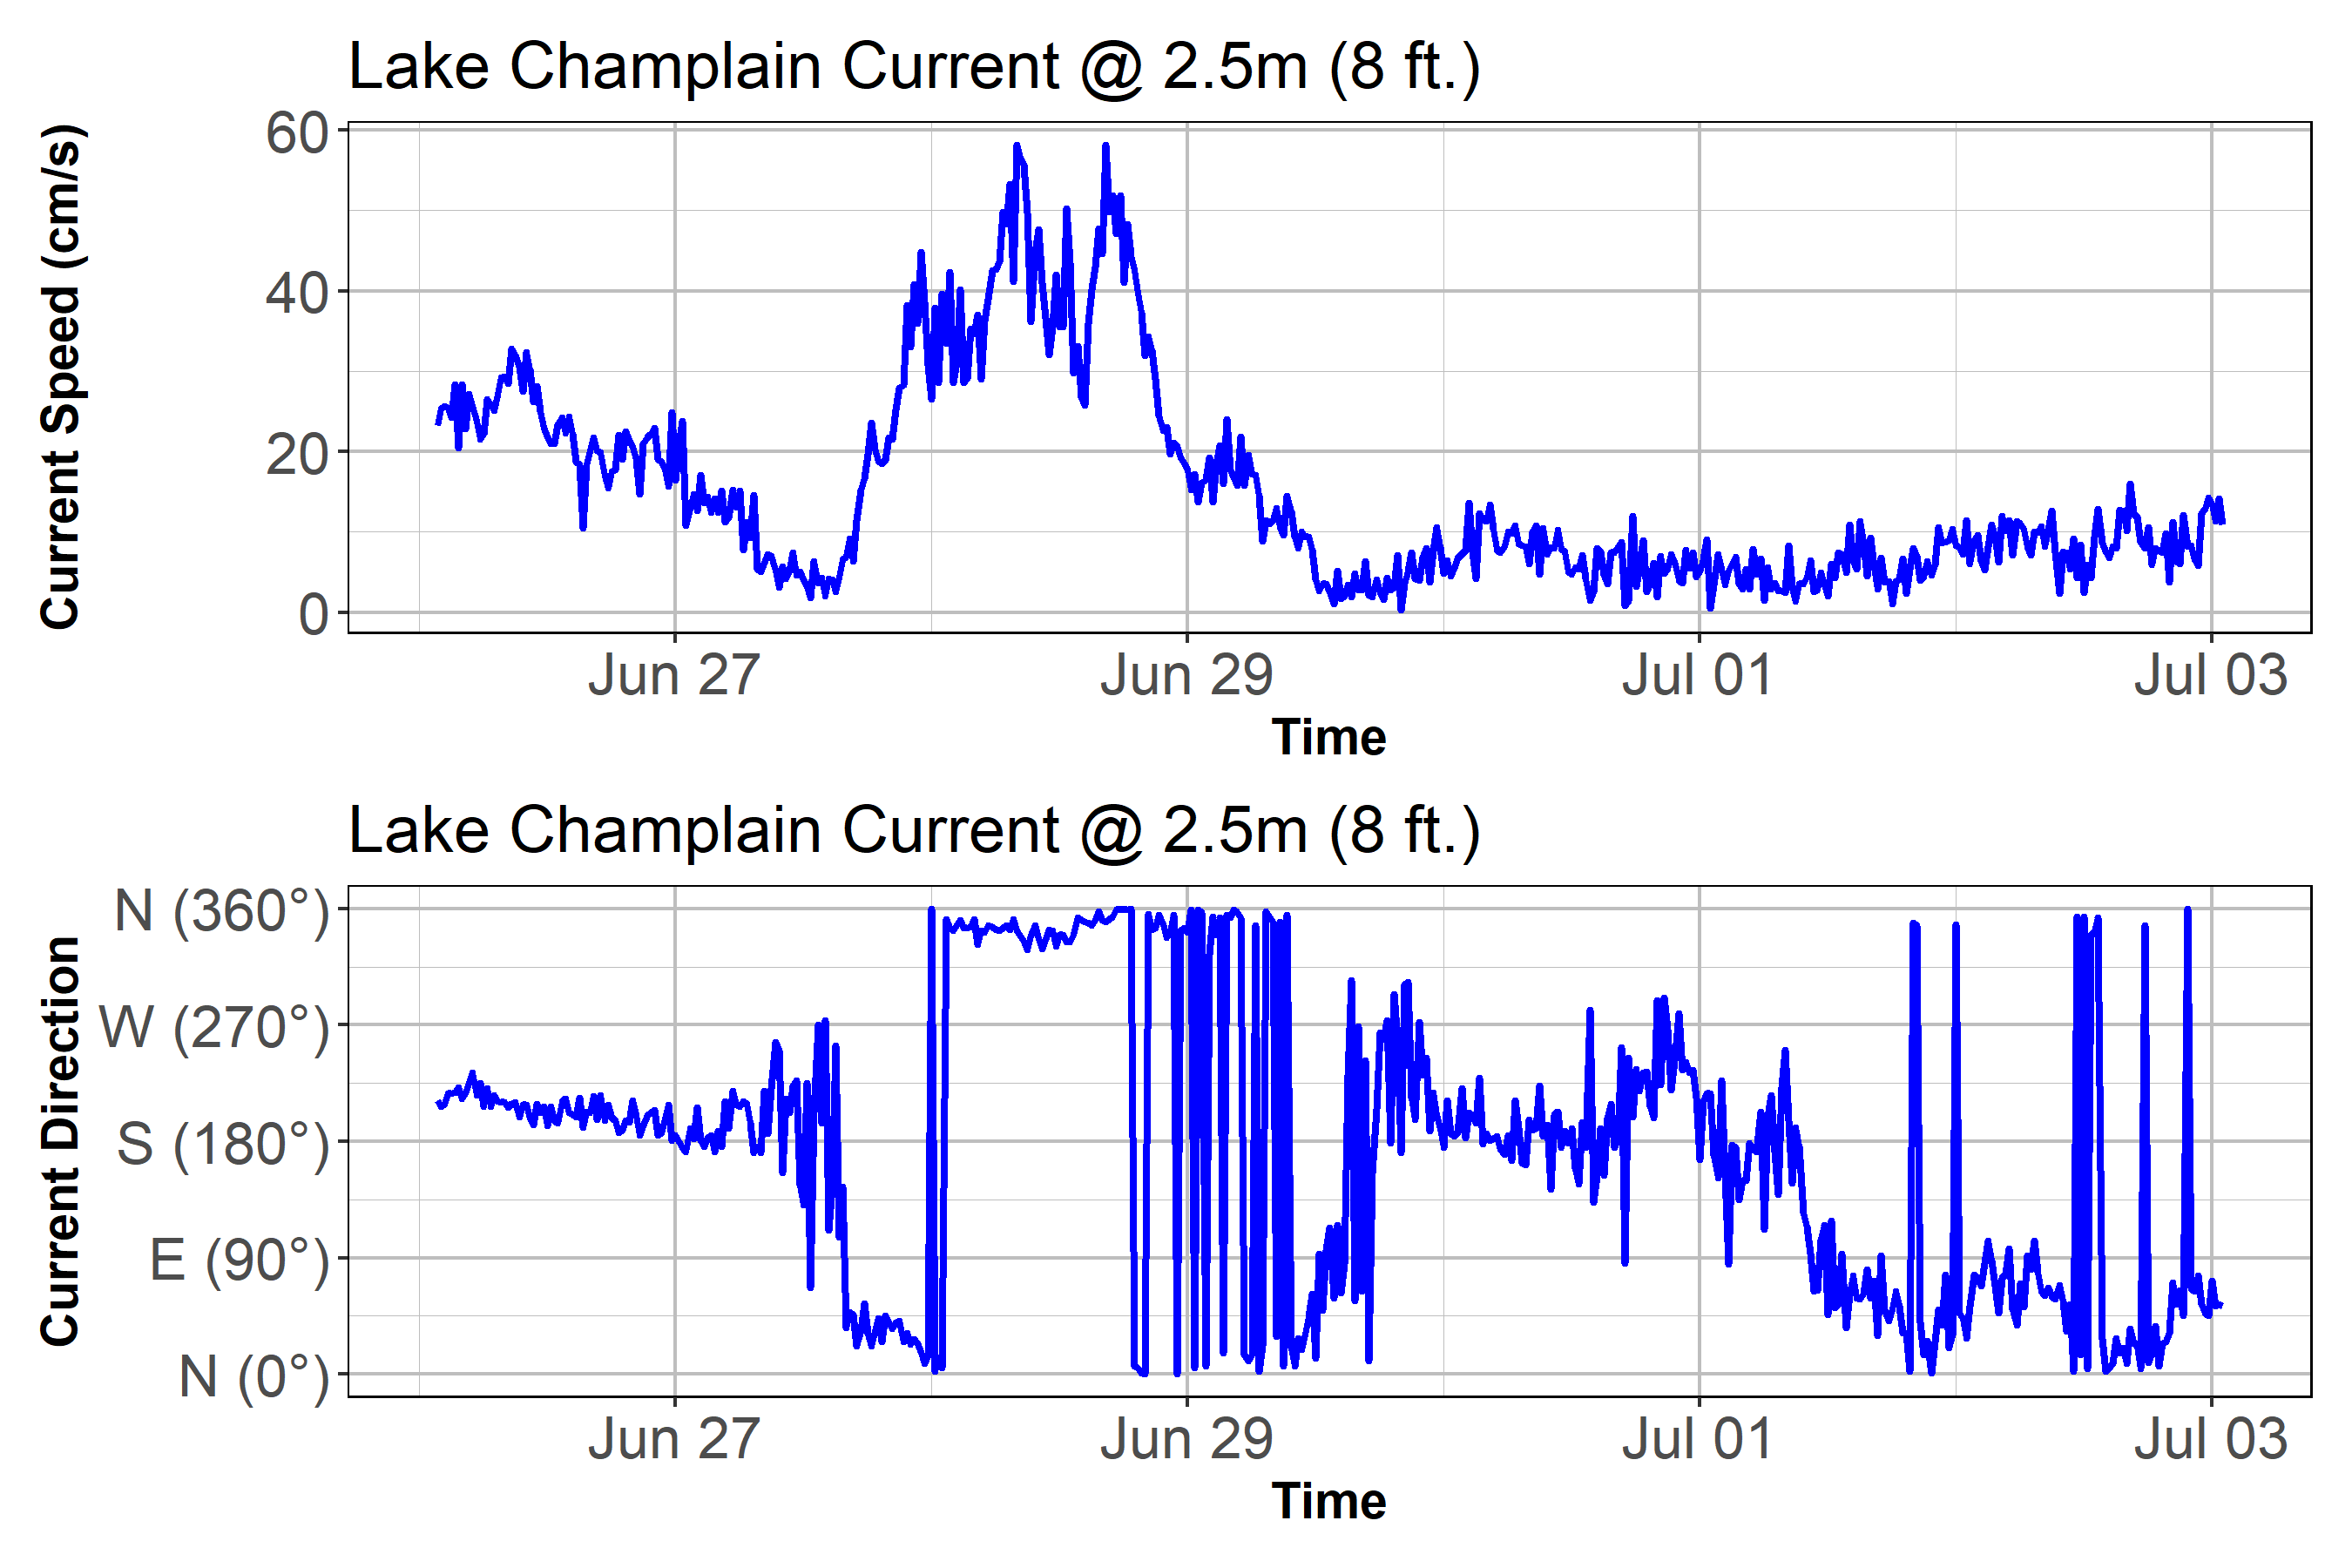 Lake Champlain Current @ 2.5m (8 ft.)
Current Speed (cm/s)
60
40
20
0
Jun 27 Jun 29 Jul 01 Jul 03
Time
Lake Champlain Current @ 2.5m (8 ft.)
Current Direction
N (360°)
W (270°)
S (180°)
E (90°)
N (0°)
Jun 27 Jun 29 Jul 01 Jul 03
Time